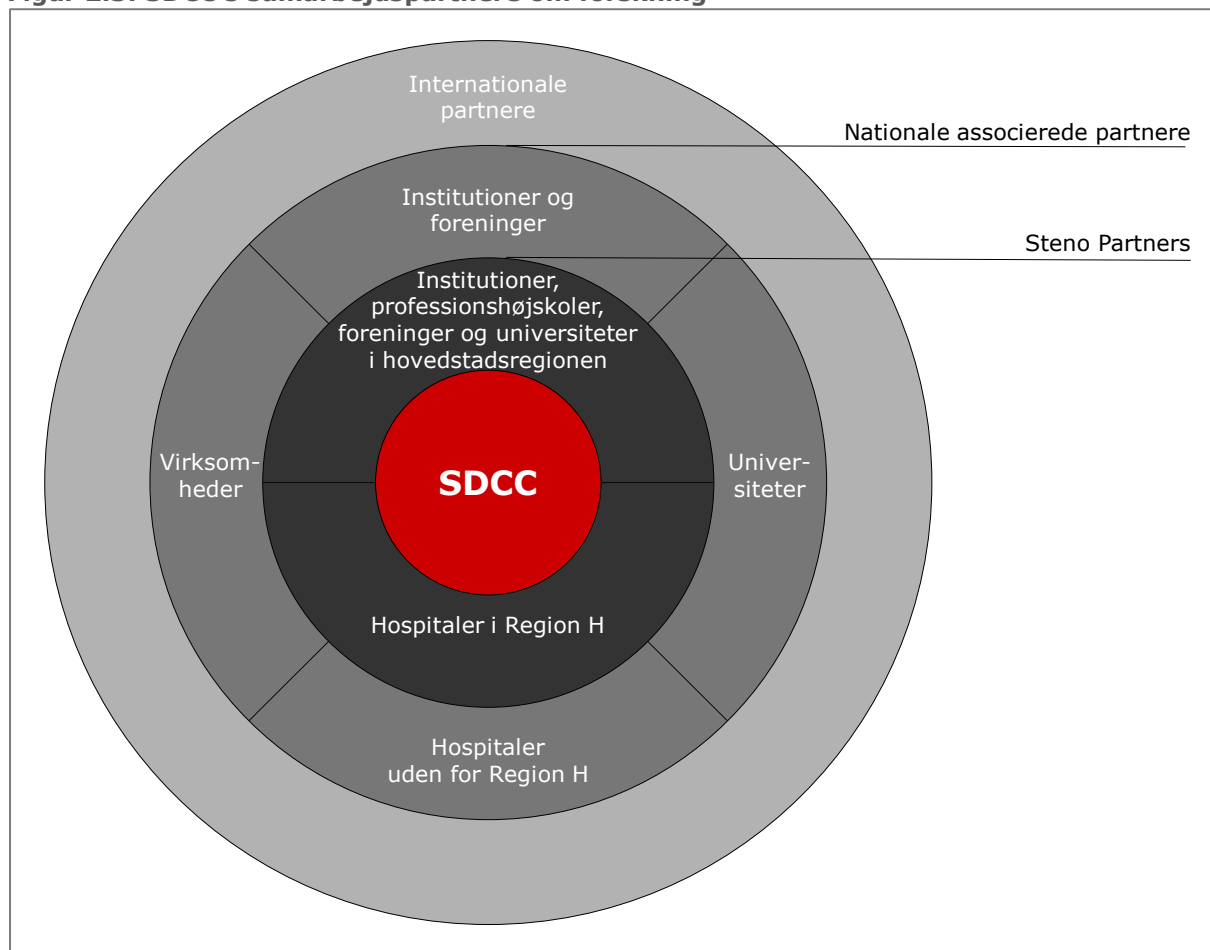 Internationale
partnere
Nationale associerede partnere
Institutioner og
foreninger
Steno Partners
Institutioner,
professionshøjskoler,
foreninger og universiteter
i hovedstadsregionen
Virksom-
heder
SDCC
Univer-
siteter
Hospitaler i Region H
Hospitaler
uden for Region H